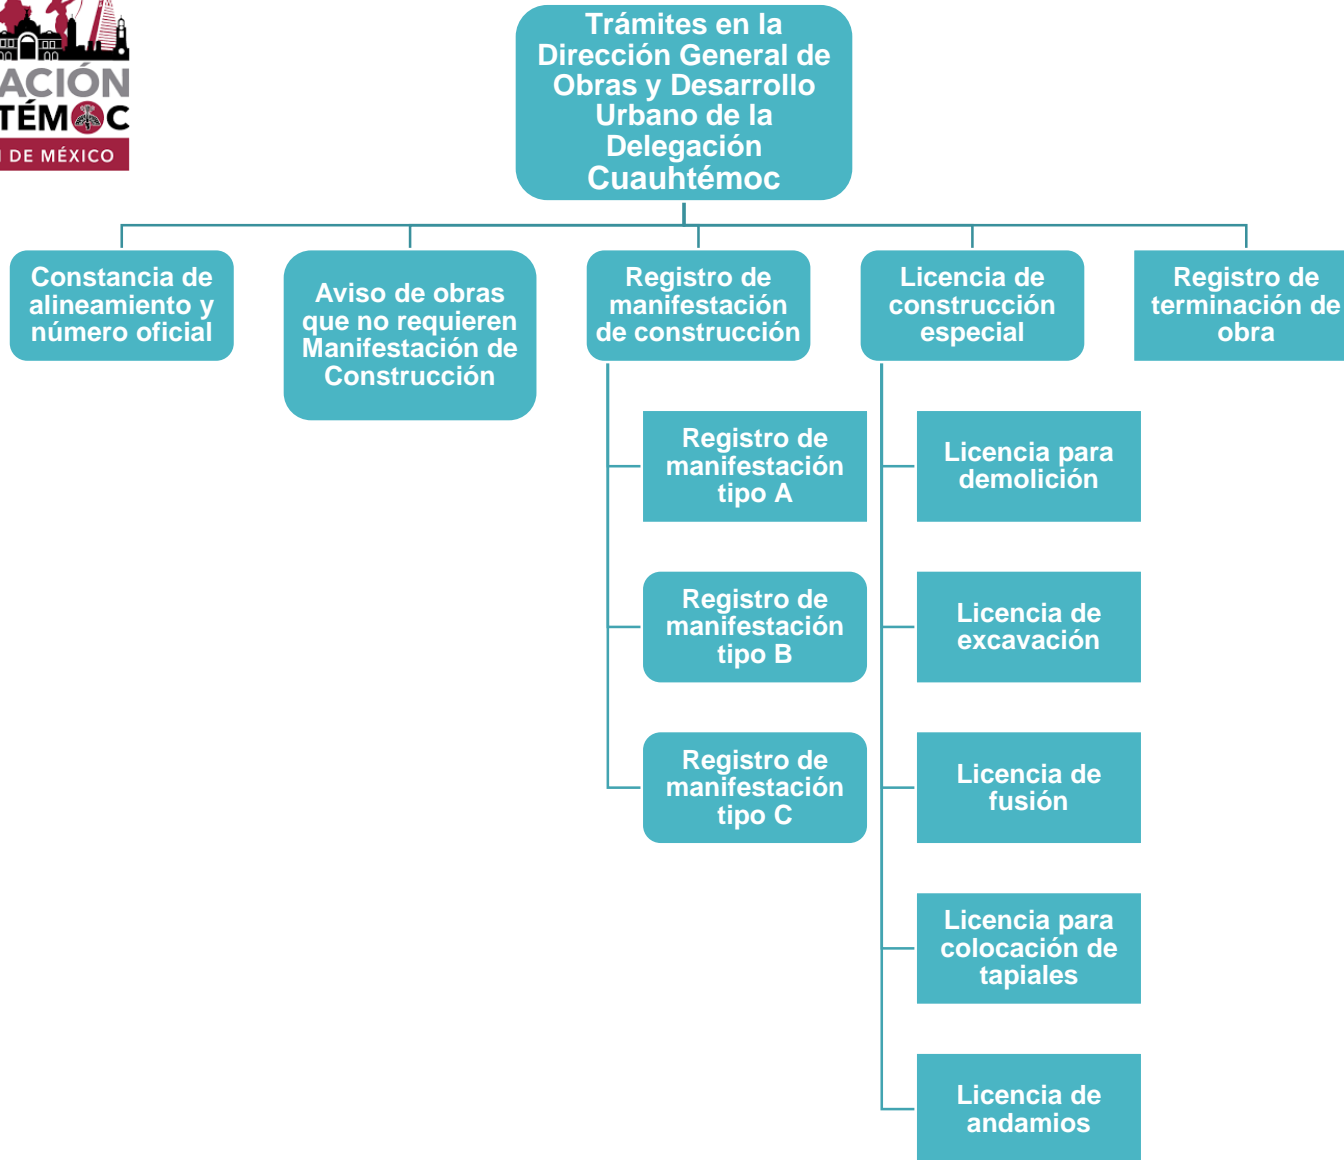 ACIÓN
TÉMOC
DE MÉXICO
Trámites en la
Dirección General de
Obras y Desarrollo
Urbano de la
Delegación
Cuauhtémoc
Constancia de
alineamiento y
número oficial
Aviso de obras
que no requieren
Manifestación de
Construcción
Registro de
manifestación
de construcción
Licencia de
construcción
especial
Registro de
terminación de
obra
Registro de
manifestación
tipo A
Registro de
manifestación
tipo B
Registro de
manifestación
tipo C
Licencia para
demolición
Licencia de
excavación
Licencia de
fusión
Licencia para
colocación de
tapiales
Licencia de
andamios